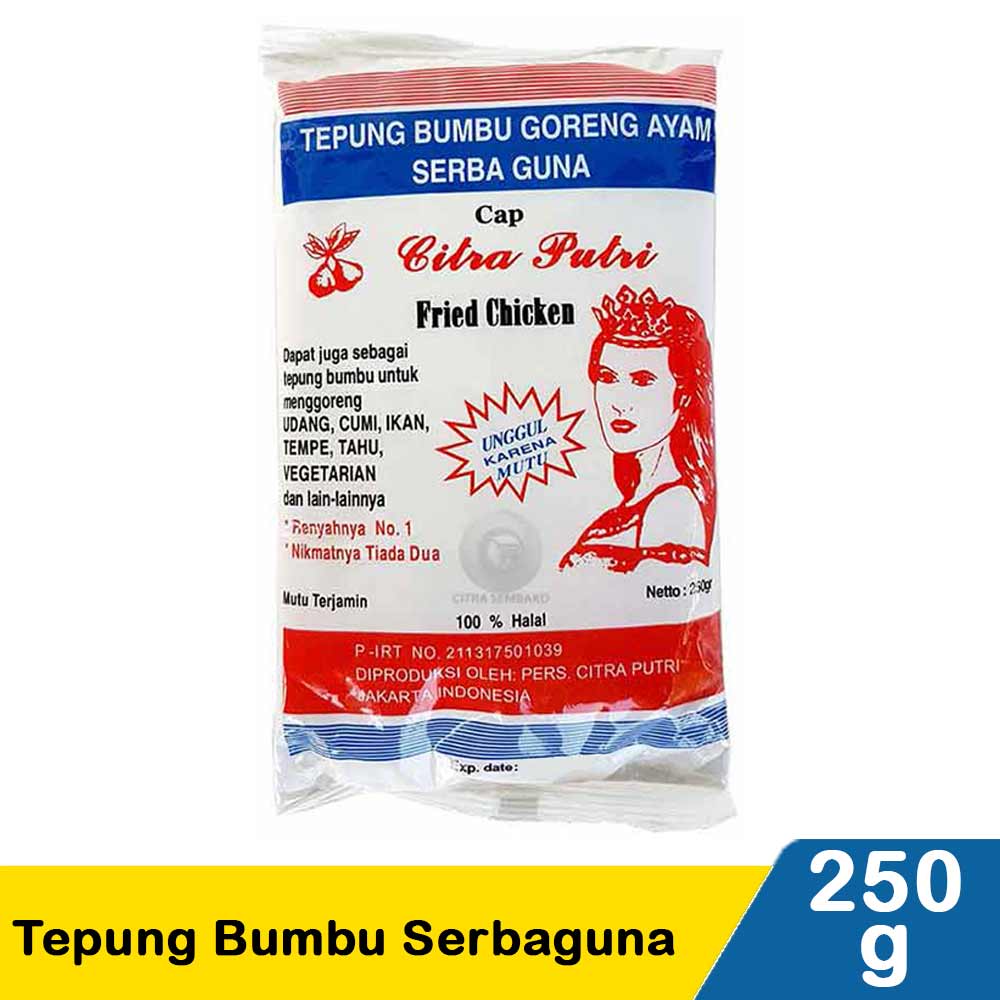 TEPUNG BUMBU GORENG AYAM
SERBA GUNA
Cap
Citra Putri
Fried Chicken
Dapat juga sebagai
tepung bumbu untuk
menggoreng
UDANG, CUMI, IKAN,
TEMPE, TAHU,
VEGETARIAN
dan lain-lainnya
* Renyahnya No. 1
* Nikmatnya Tiada Dua
UNGGUL
KARENA
MUTU
CITRA SEMBAKO
Mutu Terjamin
Netto : 250gr
100 % Halal
P-IRT NO. 211317501039
DIPRODUKSI OLEH: PERS. CITRA PUTRI
JAKARTA INDONESIA
Exp. date:
Tepung Bumbu Serbaguna
250
g